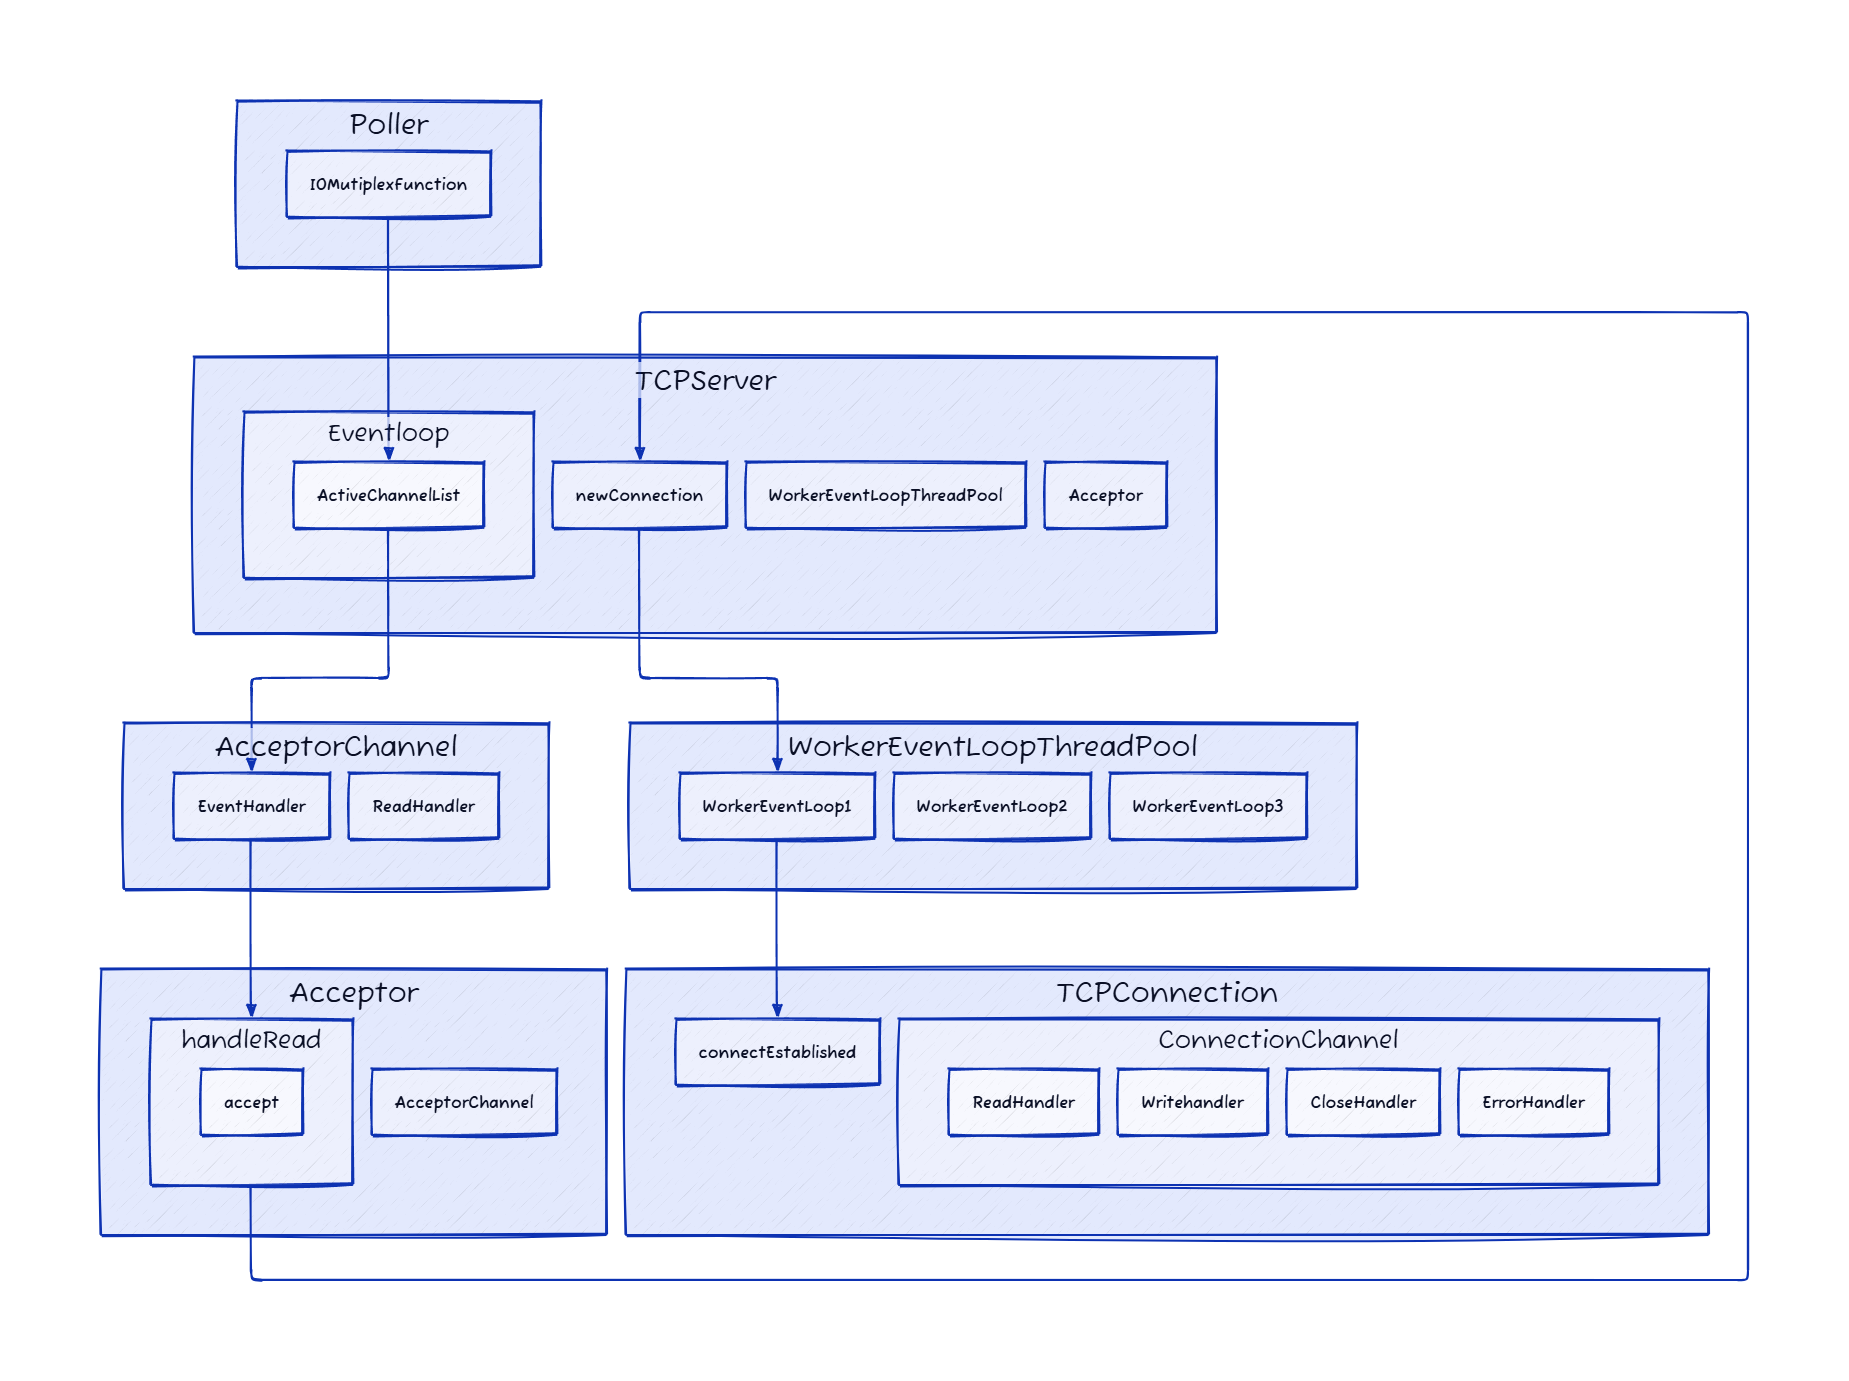 Poller
IOMutiplexFunction
TCPServer
Eventloop
ActiveChannelList
newConnection
WorkerEventLoopThreadPool
Acceptor
AcceptorChannel
EventHandler
ReadHandler
WorkerEventLoopThreadPool
WorkerEventLoop1
WorkerEventLoop2
WorkerEventLoop3
Acceptor
handleRead
accept
AcceptorChannel
TCPConnection
connectEstablished
ConnectionChannel
ReadHandler
Writehandler
CloseHandler
ErrorHandler